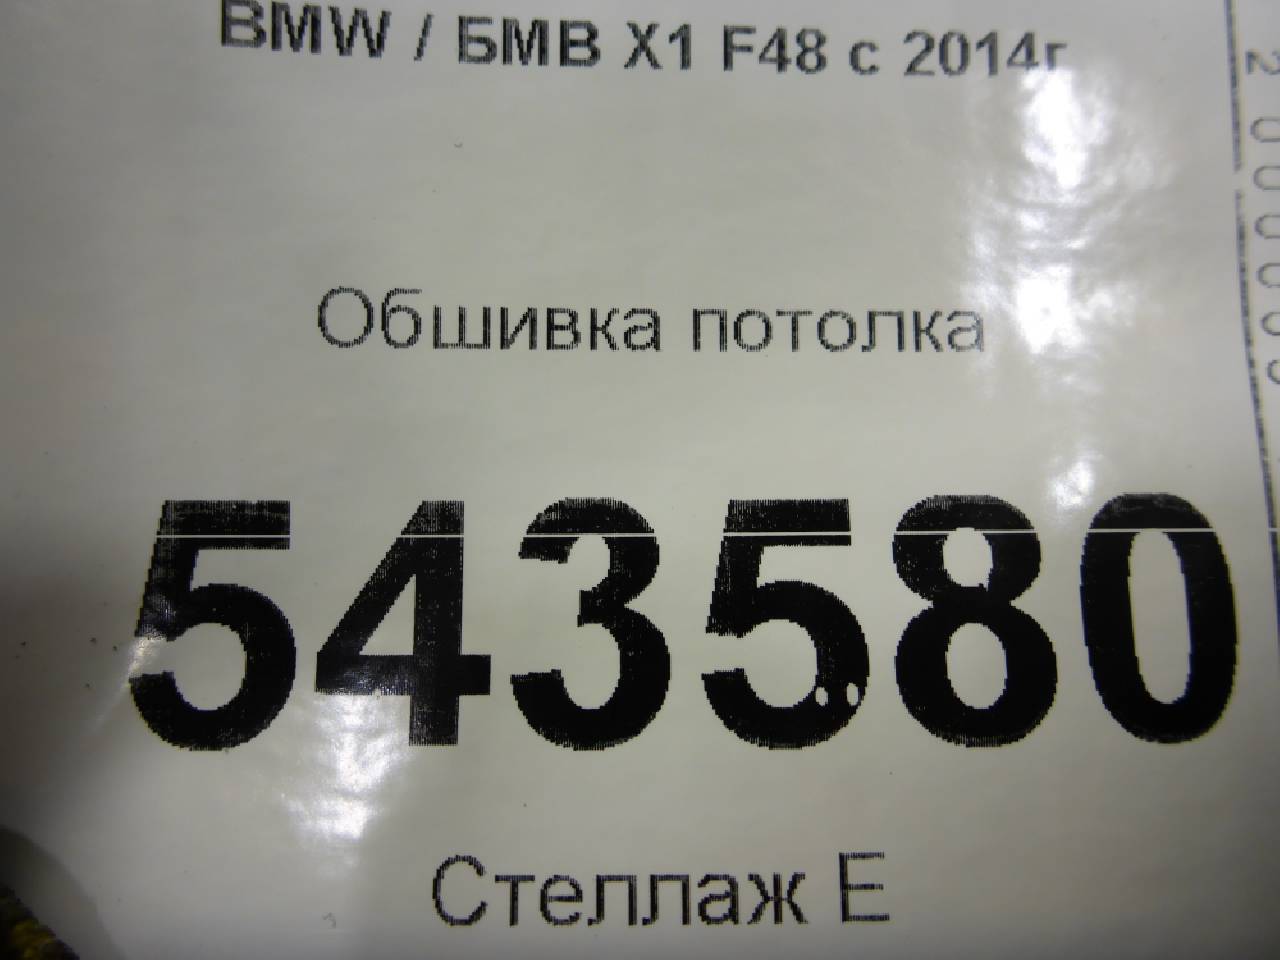 BMW / БМВ X1 F48 с 2014г
Обшивка потолка
543580
Стеллаж Е